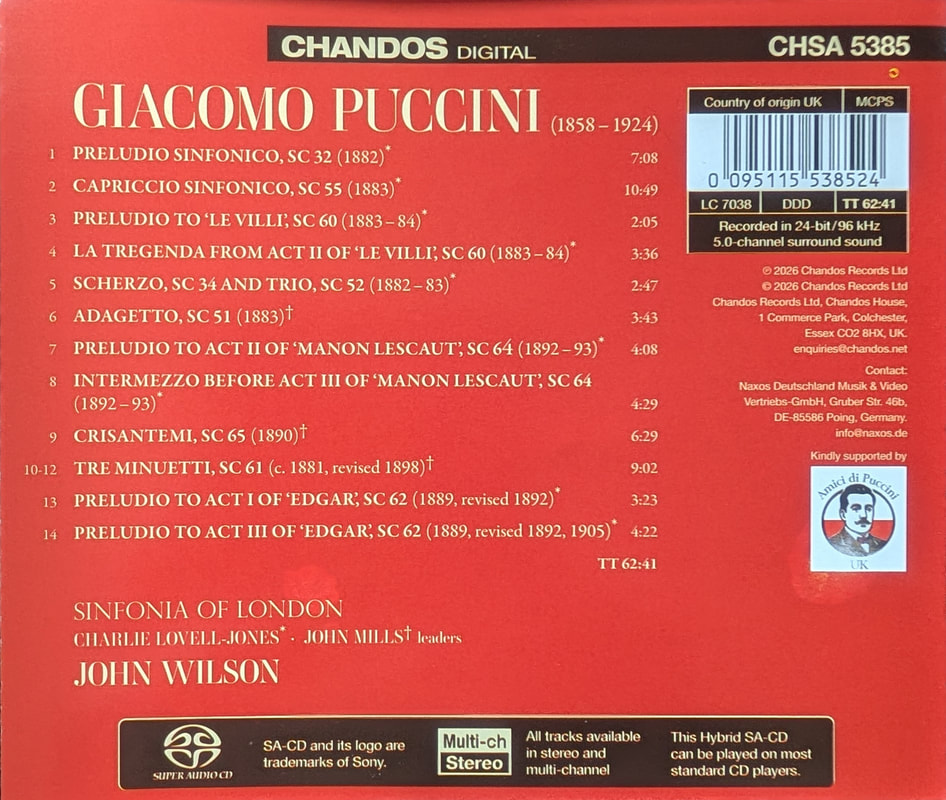 CHANDOS DIGITAL CHSA 5385
GIACOMO PUCCINI (1858 – 1924)
1 PRELUDIO SINFONICO, SC 32 (1882)* 7:08
2 CAPRICCIO SINFONICO, SC 55 (1883)* 10:49
3 PRELUDIO TO ‘LE VILLI’, SC 60 (1883 – 84)* 2:05
4 LA TREGENDA FROM ACT II OF ‘LE VILLI’, SC 60 (1883 – 84)* 3:36
5 SCHERZO, SC 34 AND TRIO, SC 52 (1882 – 83)* 2:47
6 ADAGETTO, SC 51 (1883)† 3:43
7 PRELUDIO TO ACT II OF ‘MANON LESCAUT’, SC 64 (1892 – 93)* 4:08
8 INTERMEZZO BEFORE ACT III OF ‘MANON LESCAUT’, SC 64
(1892 – 93)* 4:29
9 CRISANTEMI, SC 65 (1890)† 6:29
10-12 TRE MINUETTI, SC 61 (c. 1881, revised 1898)† 9:02
13 PRELUDIO TO ACT I OF ‘EDGAR’, SC 62 (1889, revised 1892)* 3:23
14 PRELUDIO TO ACT III OF ‘EDGAR’, SC 62 (1889, revised 1892, 1905)* 4:22
TT 62:41
SINFONIA OF LONDON
CHARLIE LOVELL-JONES* · JOHN MILLS† leaders
JOHN WILSON
Country of origin UK MCPS
0 095115 538524
LC 7038 DDD TT 62:41
Recorded in 24-bit/96 kHz
5.0-channel surround sound
℗ 2026 Chandos Records Ltd
© 2026 Chandos Records Ltd
Chandos Records Ltd, Chandos House,
1 Commerce Park, Colchester,
Essex CO2 8HX, UK.
enquiries@chandos.net
Contact:
Naxos Deutschland Musik & Video
Vertriebs-GmbH, Gruber Str. 46b,
DE-85586 Poing, Germany.
info@naxos.de
Kindly supported by
Amici di Puccini
UK
SUPER AUDIO CD
SA-CD and its logo are
trademarks of Sony.
Multi-ch
Stereo
All tracks available
in stereo and
multi-channel
This Hybrid SA-CD
can be played on most
standard CD players.